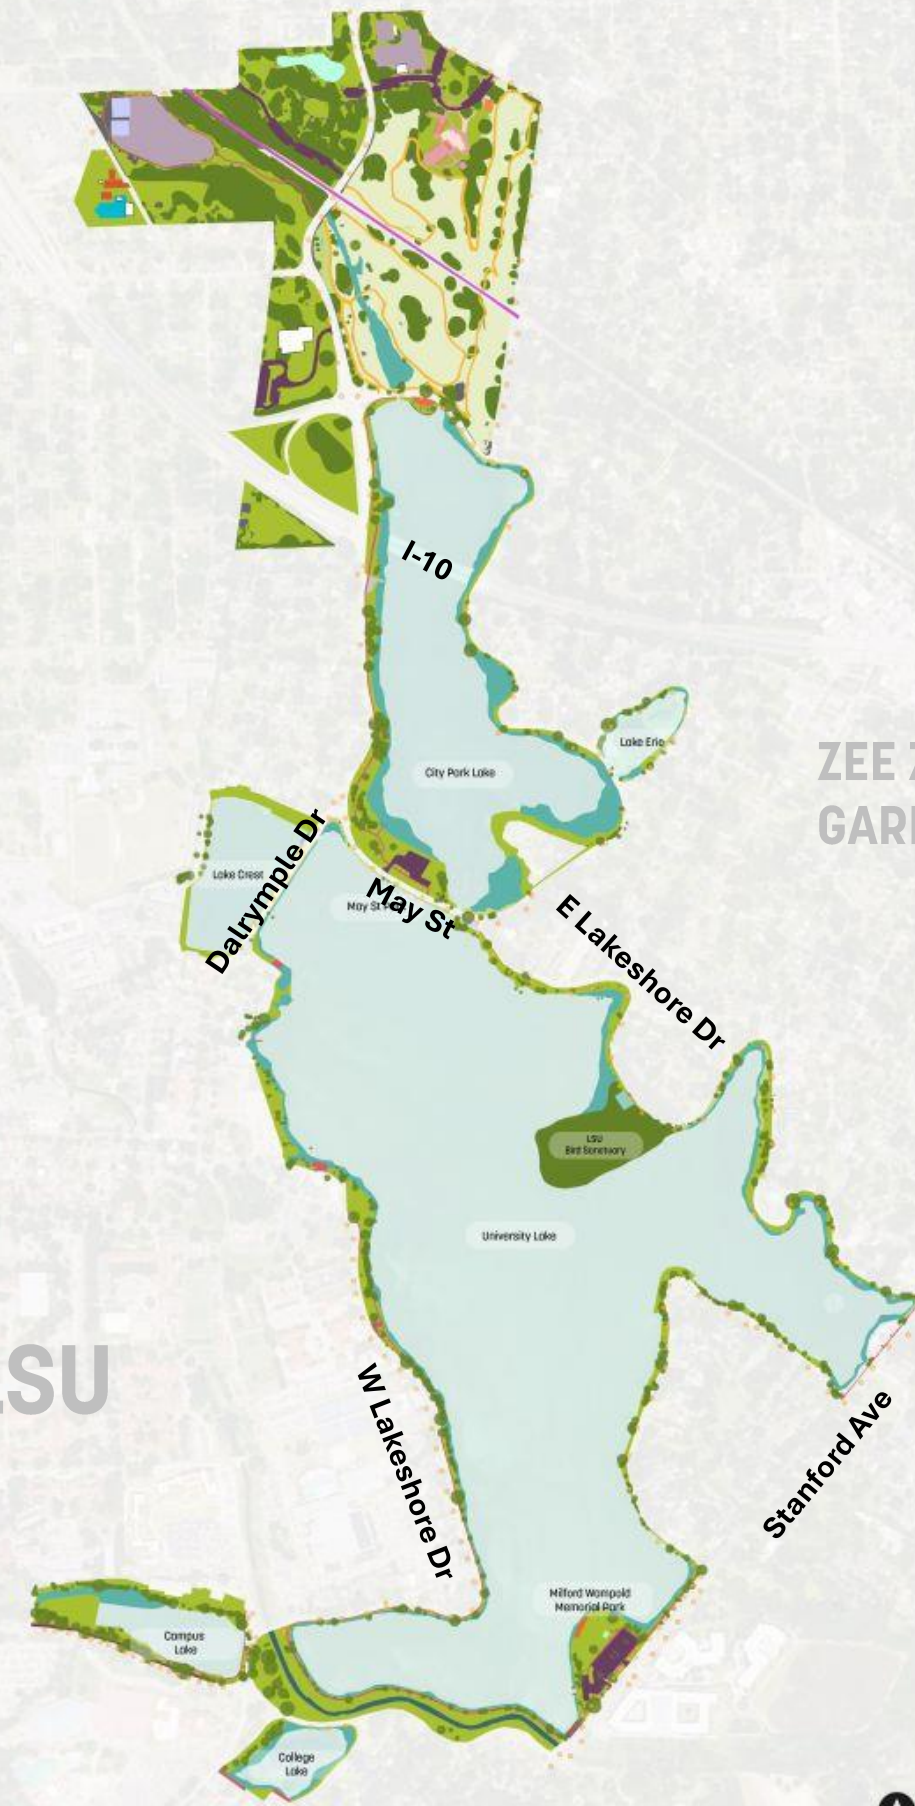 I-10
Lake Erie
ZEE
GAR
City Park Lake
Dalrymple Dr
Lake Crest
May St
May St
E Lakeshore Dr
LSU
Bird Sanctuary
University Lake
LSU
W Lakeshore Dr
Stanford Ave
Milford Wampold
Memorial Park
Campus
Lake
College
Lake